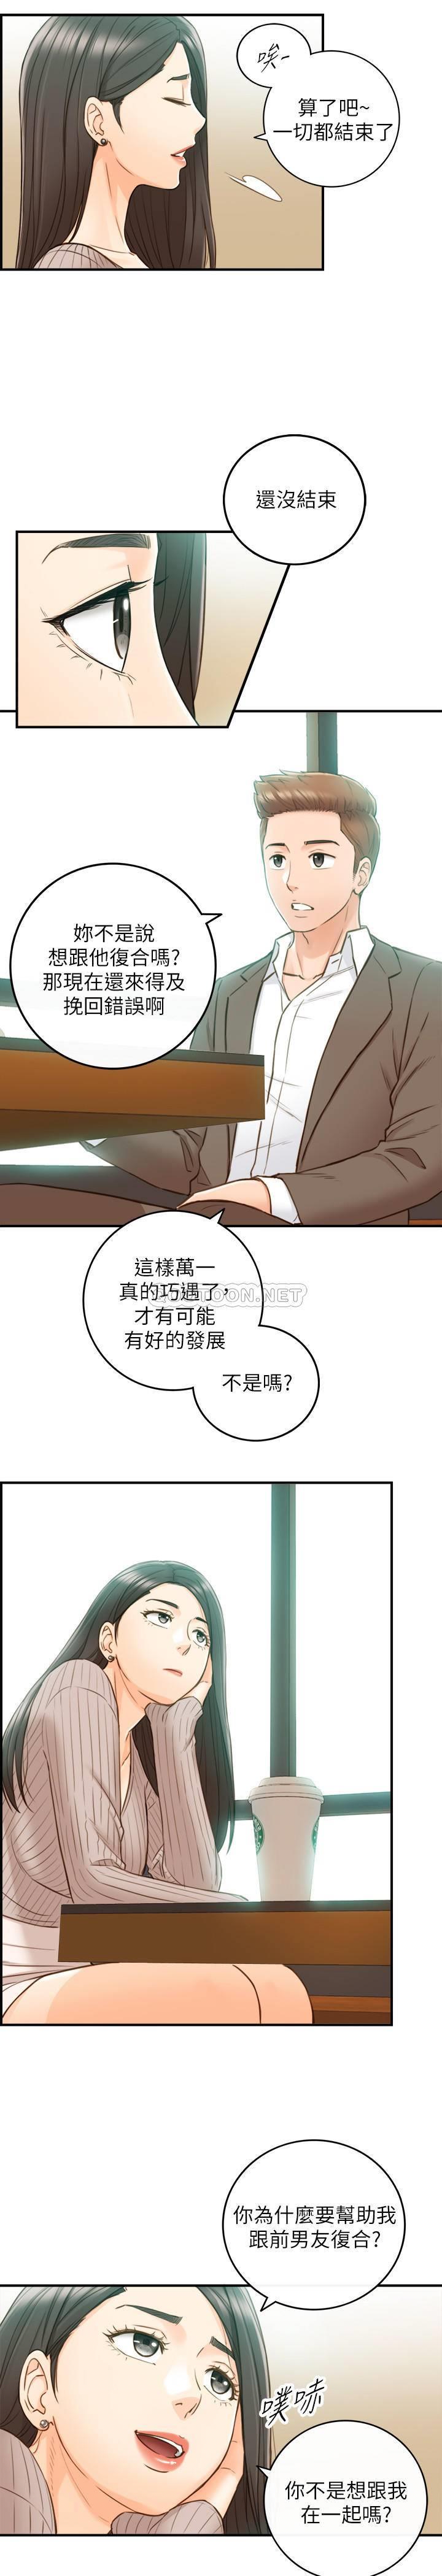 唉~
算了吧~
一切都結束了
還沒結束
妳不是說
想跟他復合嗎?
那現在還來得及
挽回錯誤啊
這樣萬一
真的巧遇了,
才有可能
有好的發展
不是嗎?
你為什麼要幫助我
跟前男友復合?
噗哧
你不是想跟我
在一起嗎?